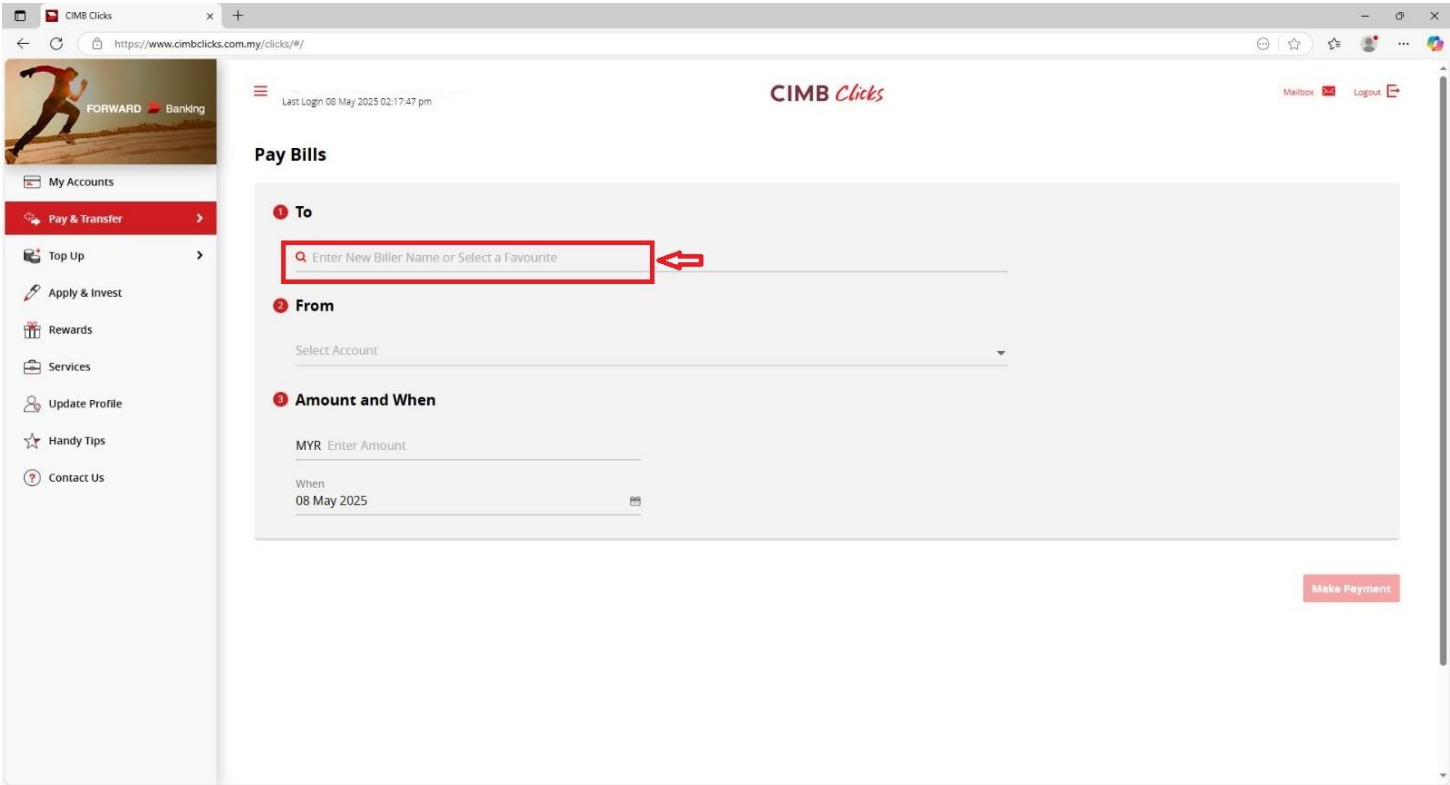 CIMB Clicks
https://www.cimbclicks.com.my/clicks/#/
FORWARD Banking
Last Login 08 May 2025 02:17:47 pm
CIMB Clicks
Mailbox
Logout
Pay Bills
My Accounts
Pay & Transfer
Top Up
Apply & Invest
Rewards
Services
Update Profile
Handy Tips
Contact Us
1 To
Enter New Biller Name or Select a Favourite
2 From
Select Account
3 Amount and When
MYR Enter Amount
When
08 May 2025
Make Payment